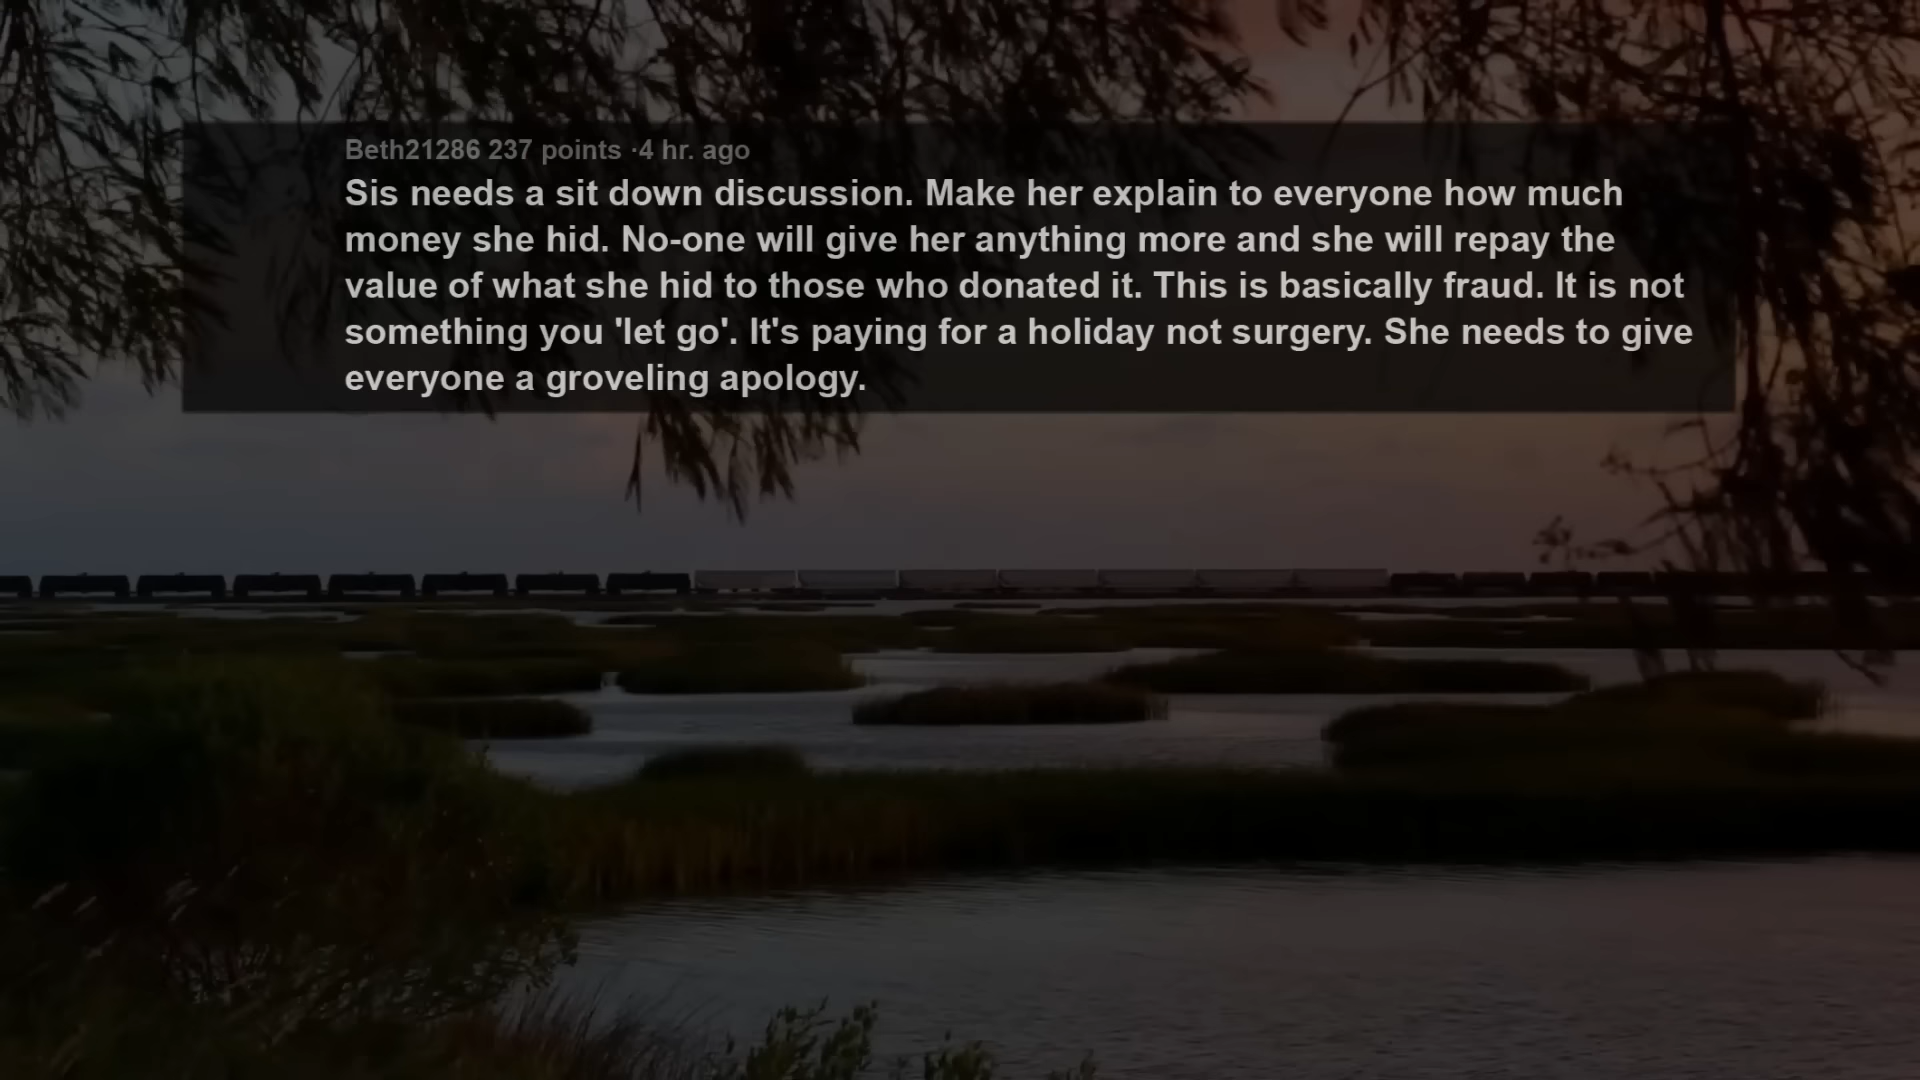 Beth21286 237 points ·4 hr. ago
Sis needs a sit down discussion. Make her explain to everyone how much
money she hid. No-one will give her anything more and she will repay the
value of what she hid to those who donated it. This is basically fraud. It is not
something you 'let go'. It's paying for a holiday not surgery. She needs to give
everyone a groveling apology.